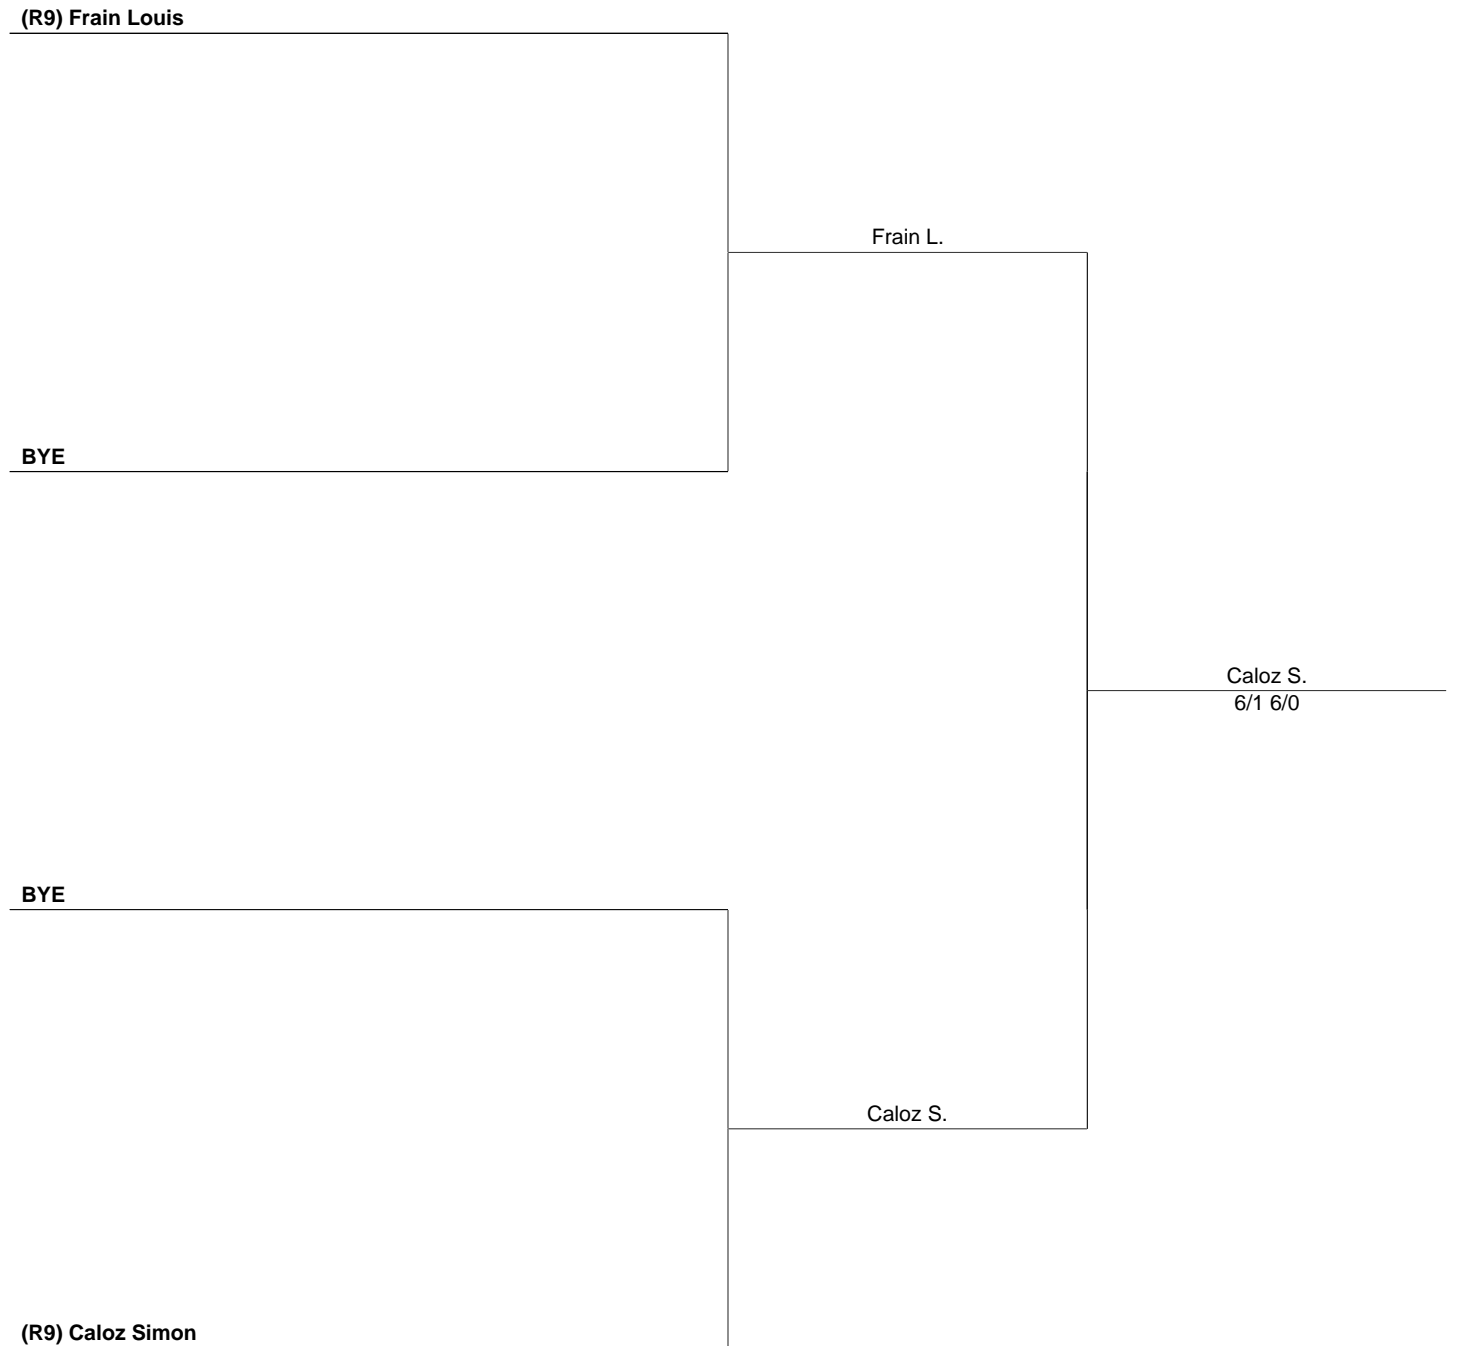 (R9) Frain Louis
Frain L.
BYE
Caloz S.
6/1 6/0
BYE
Caloz S.
(R9) Caloz Simon